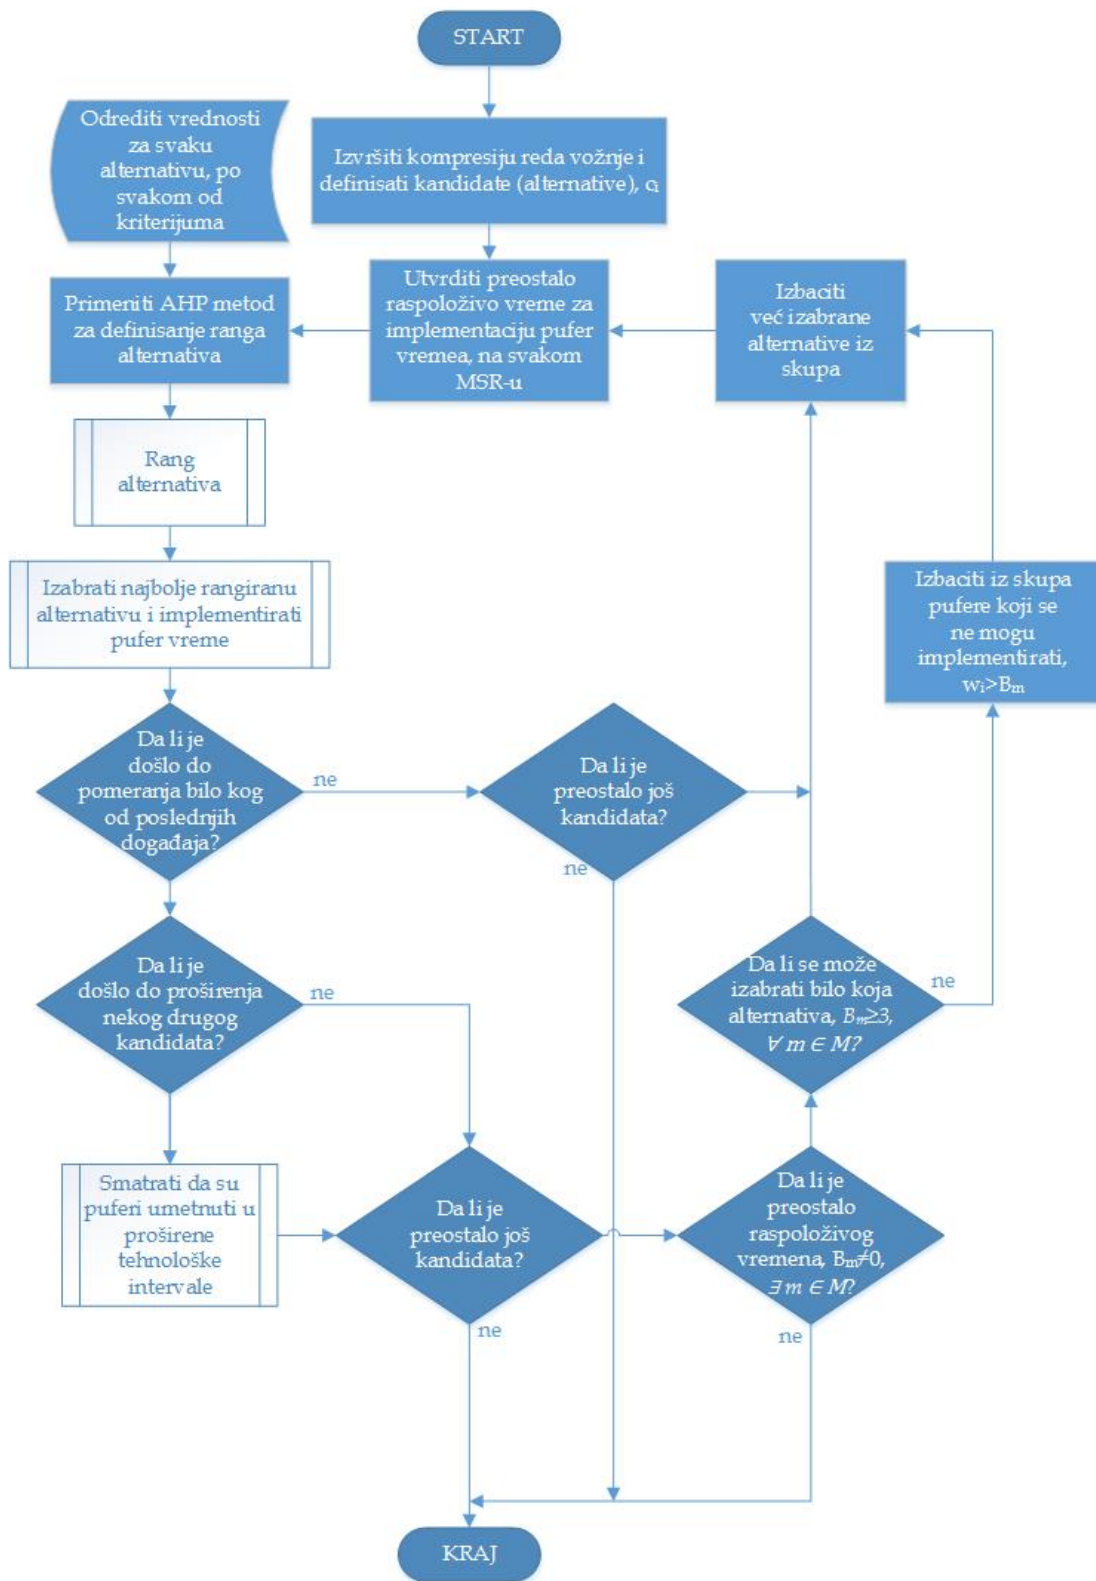 START
Odrediti vrednosti
za svaku
alternativu, po
svakom od
kriterijuma
Izvršiti kompresiju reda vožnje i
definisati kandidate (alternative), cᵢ
Primeniti AHP metod
za definisanje ranga
alternativa
Utvrditi preostalo
raspoloživo vreme za
implementaciju pufer
vremea, na svakom
MSR-u
Izbaciti
već izabrane
alternative iz
skupa
Rang
alternativa
Izabrati najbolje rangiranu
alternativu i implementirati
pufer vreme
Izbaciti iz skupa
pufere koji se
ne mogu
implementirati,
wᵢ>Bₘ
Da li je
došlo do
pomeranja bilo kog
od poslednjih
događaja?
ne
Da li je
preostalo još
kandidata?
ne
Da li je
došlo do proširenja
nekog drugog
kandidata?
ne
Da li se može
izabrati bilo koja
alternativa, Bₘ≥3,
∀ m ∈ M?
ne
Smatrati da su
puferi umetnuti u
proširene
tehnološke
intervale
Da li je
preostalo još
kandidata?
ne
Da li je
preostalo
raspoloživog
vremena, Bₘ≠0,
∃ m ∈ M?
ne
KRAJ